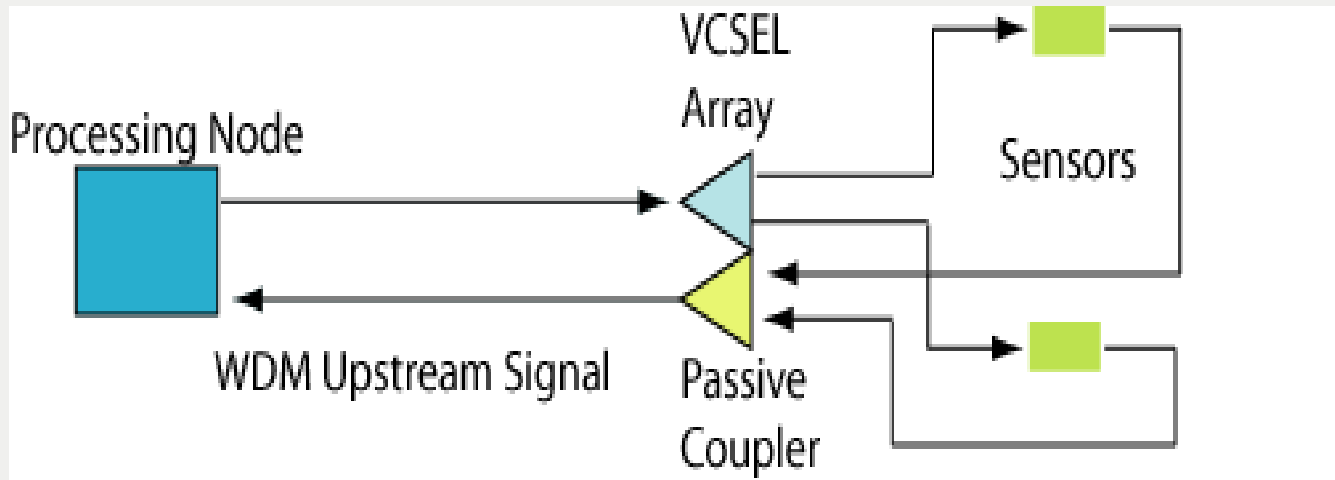 VCSEL
Array
Processing Node
Sensors
WDM Upstream Signal
Passive
Coupler